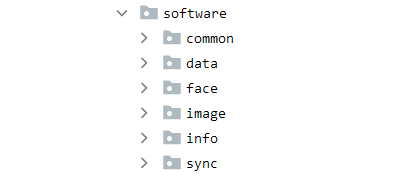 software
common
data
face
image
info
sync